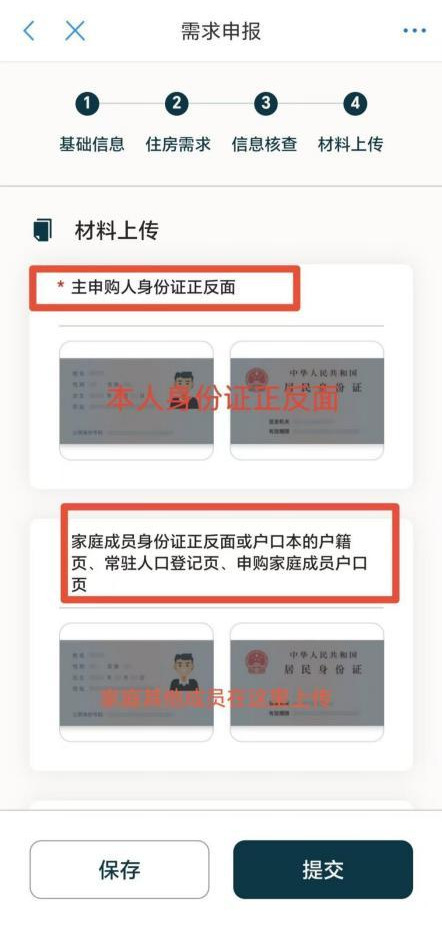 需求申报
1
2
3
4
基础信息
住房需求
信息核查
材料上传
材料上传
* 主申购人身份证正反面
中华人民共和国
居民身份证
本人身份证正反面
家庭成员身份证正反面或户口本的户籍
页、常驻人口登记页、申购家庭成员户口
页
中华人民共和国
居民身份证
家庭其他成员在这里上传
保存
提交